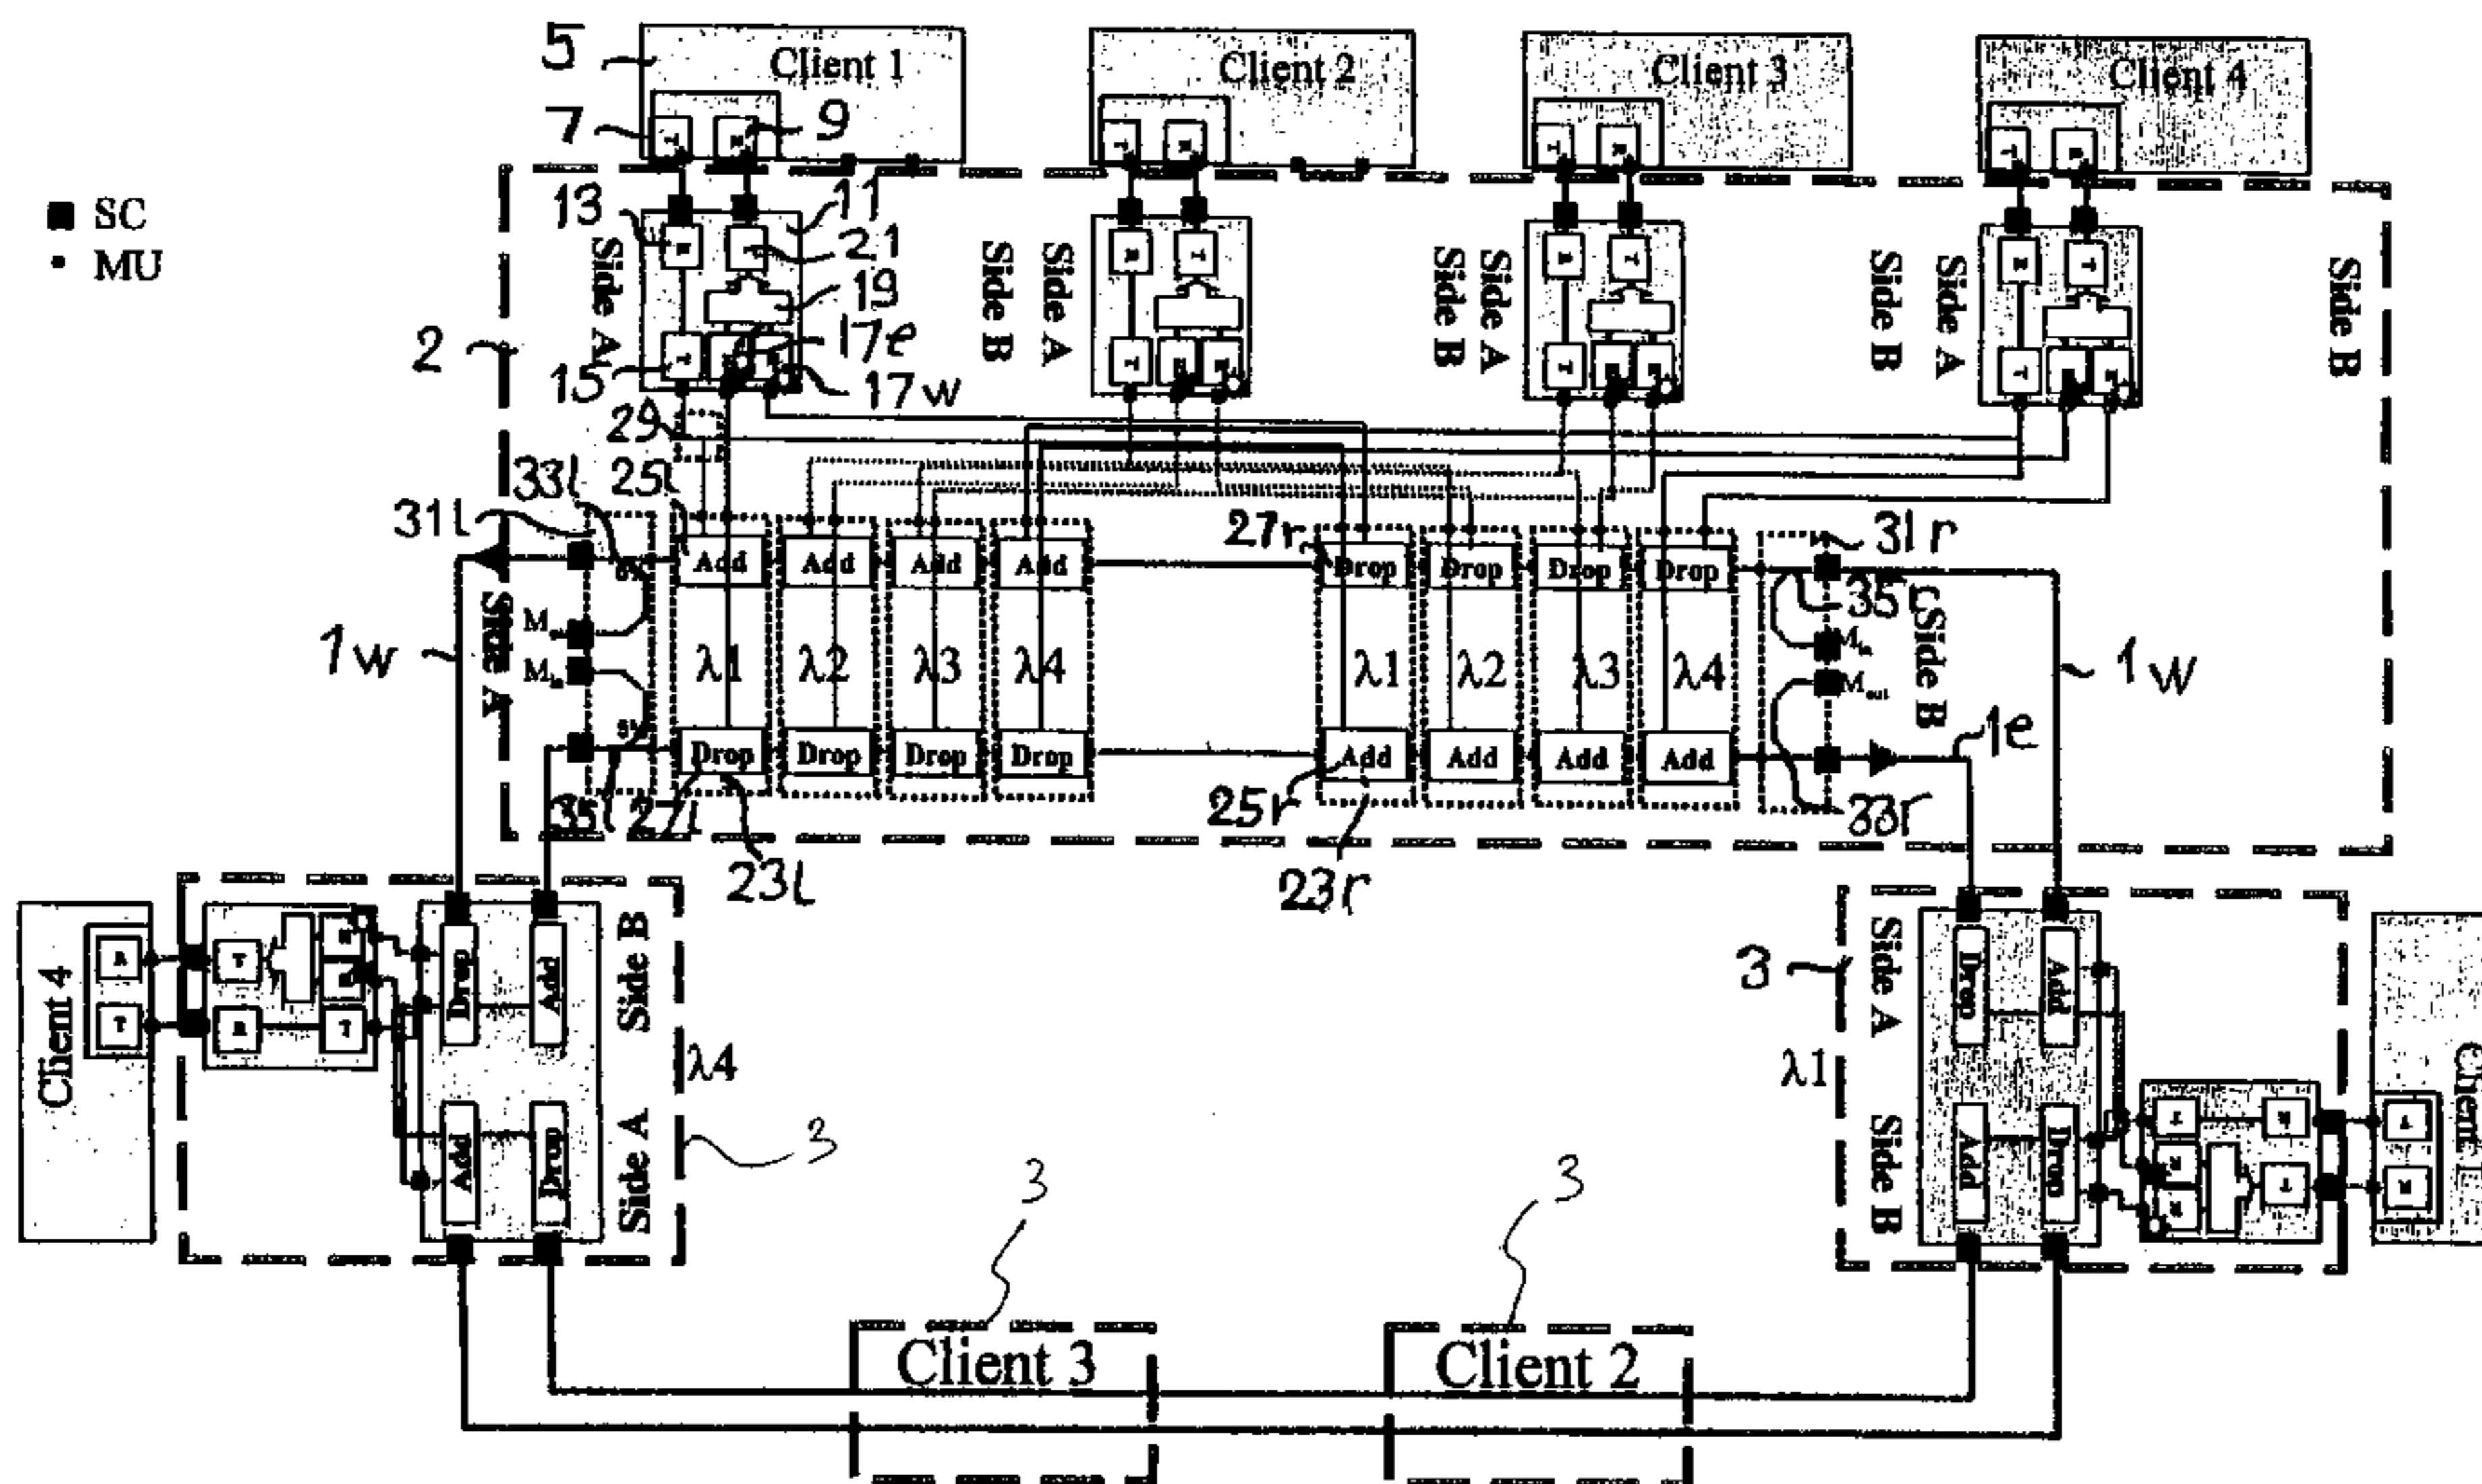 5
Client 1
Client 2
Client 3
Client 4
7
9
SC
MU
13
11
21
19
17e
17w
15
2
Side A
Side B
Side A
Side B
Side A
Side B
Side A
Side B
T
R
T
T
R
T
T
T
R
T
T
T
29
33l
25l
31l
27r
31r
35r
Add
Add
Add
Add
Drop
Drop
Drop
Drop
1w
Side A
M
M
λ1
λ2
λ3
λ4
λ1
λ2
λ3
λ4
Min
Mout
Side B
1w
1e
Drop
Drop
Drop
Drop
Add
Add
Add
Add
35l
27l
23l
25r
23r
33r
Client 4
R
T
T
R
R
R
T
Drop
Add
Add
Drop
Side B
Side A
λ4
3
3
λ1
Side A
Side B
Drop
Add
Add
Drop
3
3
Client 3
Client 2